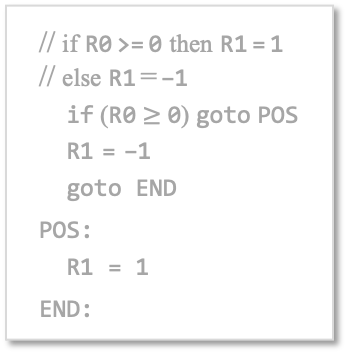 // if R0 >= 0 then R1 = 1
// else R1 = –1
if (R0 ≥ 0) goto POS
R1 = –1
goto END
POS:
R1 = 1
END: